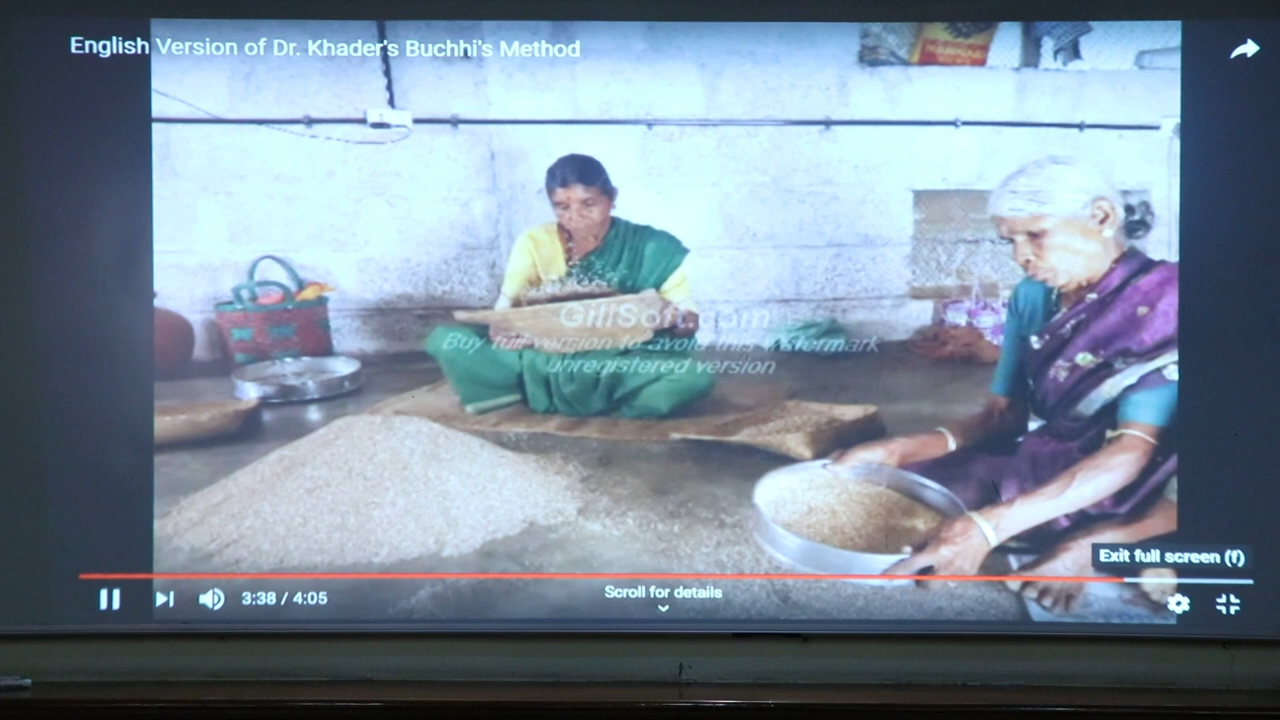 English Version of Dr. Khader's Buchhi's Method
GiliSoft.com
Buy full version to avoid this watermark
unregistered version
Exit full screen (f)
Scroll for details
3:38 / 4:05